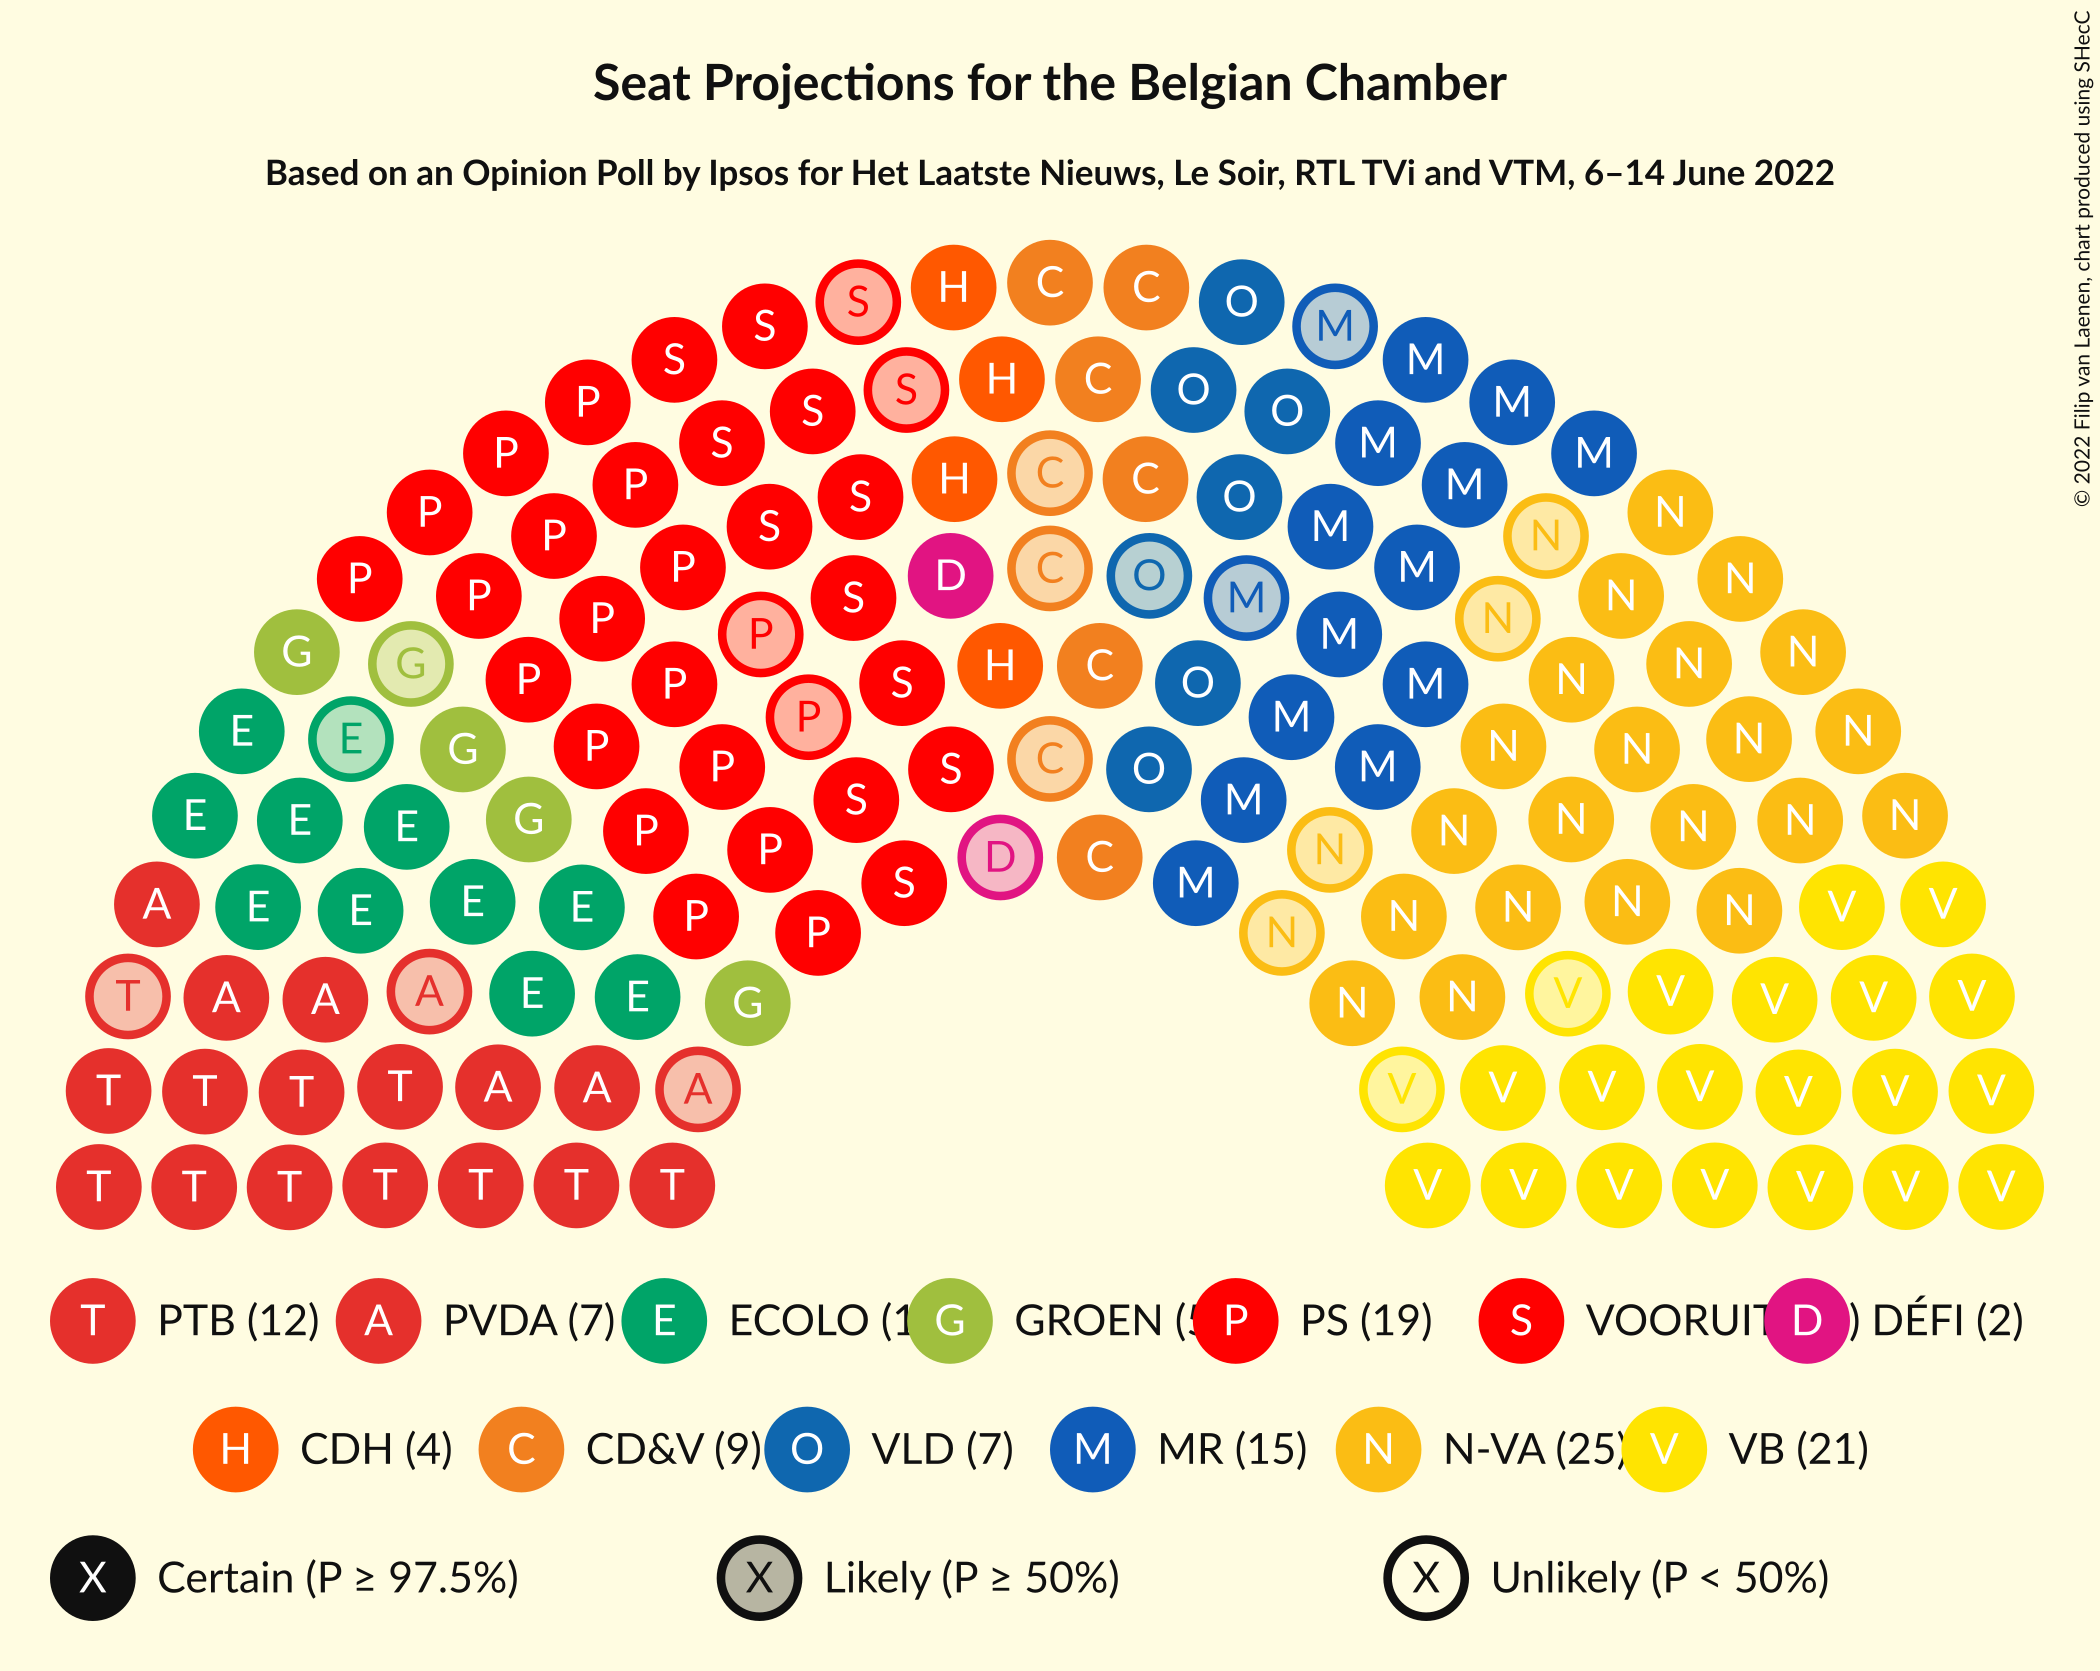 Seat Projections for the Belgian Chamber
Based on an Opinion Poll by Ipsos for Het Laatste Nieuws, Le Soir, RTL TVi and VTM, 6–14 June 2022
© 2022 Filip van Laenen, chart produced using SHecC
S H C C O M
S S M
P P S S H C O O M M
P P S M M
P P S S H C C O M M N N
P P P S D C O M M M N N N
G G P P P P S H C O M M N N N N
E E G P P P S C O M M N N N N
E E E G P P S D C M N N N N N N
A E E E E P P S M N N N N N V V
T A A A E E G N N V V V V V
T T T T A A A V V V V V V V
T T T T T T T V V V V V V V
T PTB (12) A PVDA (7) E ECOLO (1 G GROEN (5 P PS (19) S VOORUIT D ) DÉFI (2)
H CDH (4) C CD&V (9) O VLD (7) M MR (15) N N-VA (25) V VB (21)
X Certain (P ≥ 97.5%) X Likely (P ≥ 50%) X Unlikely (P < 50%)